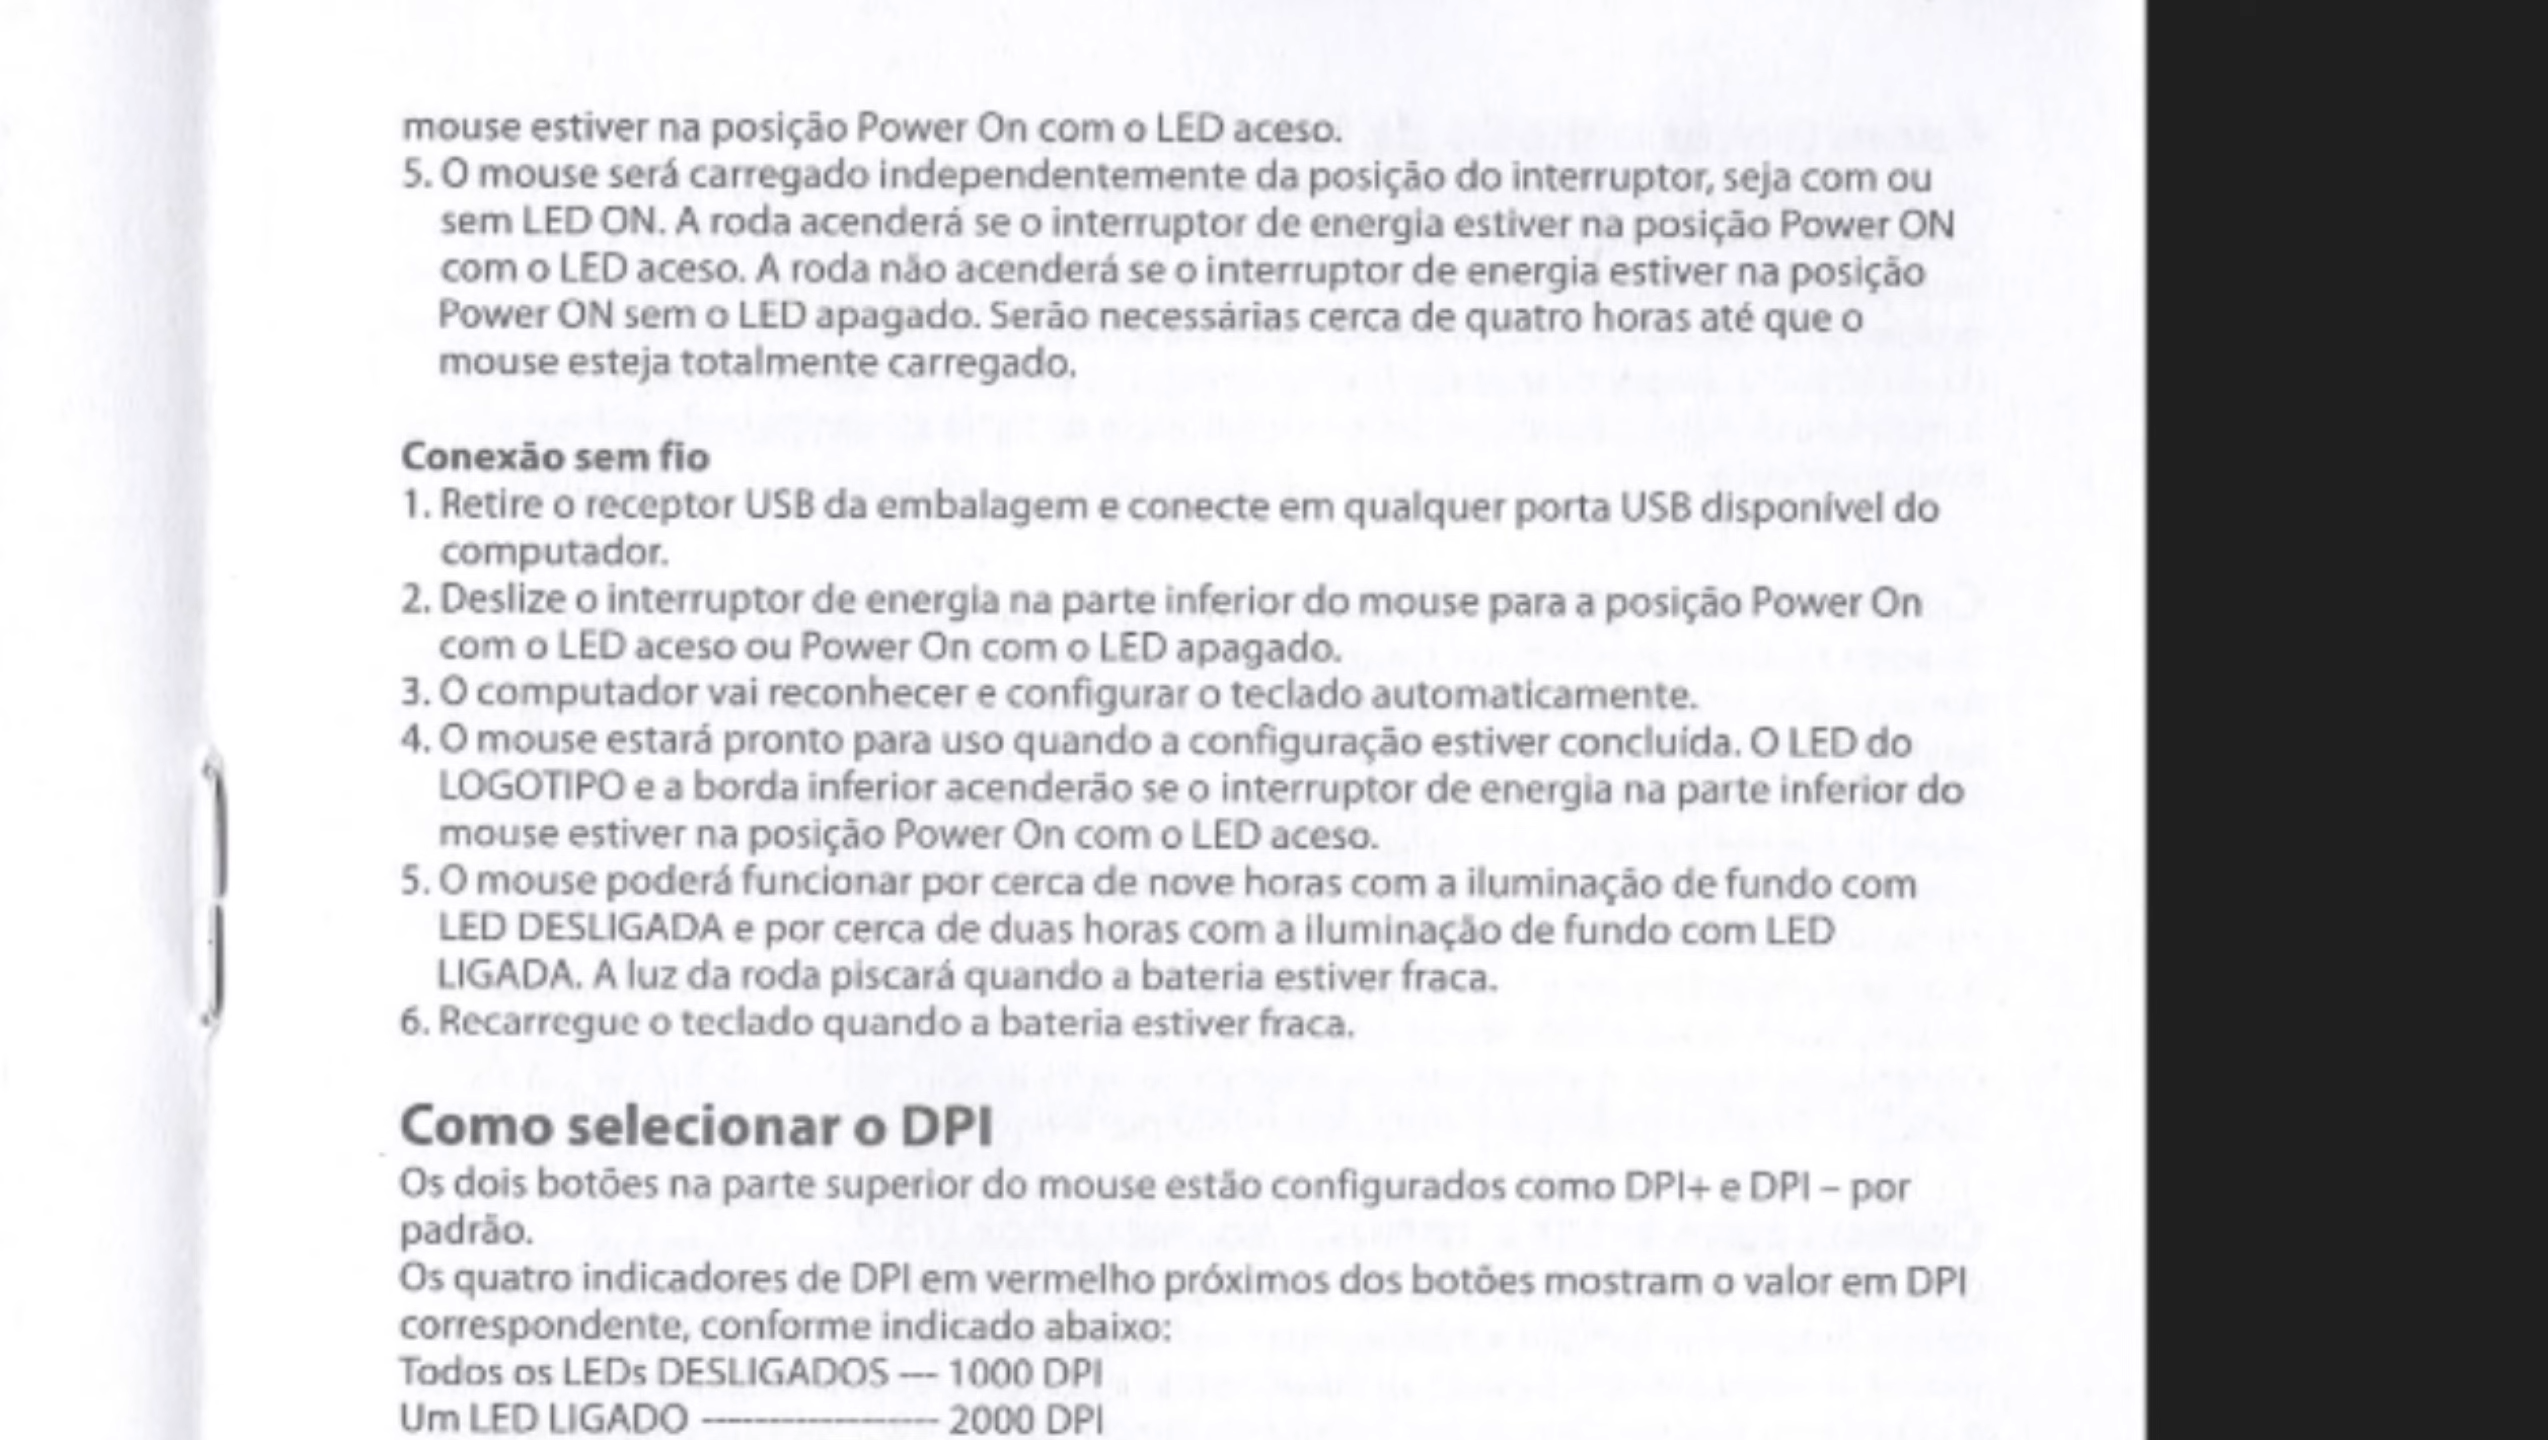 mouse estiver na posição Power On com o LED aceso.
5. O mouse será carregado independentemente da posição do interruptor, seja com ou
sem LED ON. A roda acenderá se o interruptor de energia estiver na posição Power ON
com o LED aceso. A roda não acenderá se o interruptor de energia estiver na posição
Power ON sem o LED apagado. Serão necessárias cerca de quatro horas até que o
mouse esteja totalmente carregado.
Conexão sem fio
1. Retire o receptor USB da embalagem e conecte em qualquer porta USB disponível do
computador.
2. Deslize o interruptor de energia na parte inferior do mouse para a posição Power On
com o LED aceso ou Power On com o LED apagado.
3. O computador vai reconhecer e configurar o teclado automaticamente.
4. O mouse estará pronto para uso quando a configuração estiver concluída. O LED do
LOGOTIPO e a borda inferior acenderão se o interruptor de energia na parte inferior do
mouse estiver na posição Power On com o LED aceso.
5. O mouse poderá funcionar por cerca de nove horas com a iluminação de fundo com
LED DESLIGADA e por cerca de duas horas com a iluminação de fundo com LED
LIGADA. A luz da roda piscará quando a bateria estiver fraca.
6. Recarregue o teclado quando a bateria estiver fraca.
Como selecionar o DPI
Os dois botões na parte superior do mouse estão configurados como DPI+ e DPI – por
padrão.
Os quatro indicadores de DPI em vermelho próximos dos botões mostram o valor em DPI
correspondente, conforme indicado abaixo:
Todos os LEDs DESLIGADOS --- 1000 DPI
Um LED LIGADO ------------------ 2000 DPI